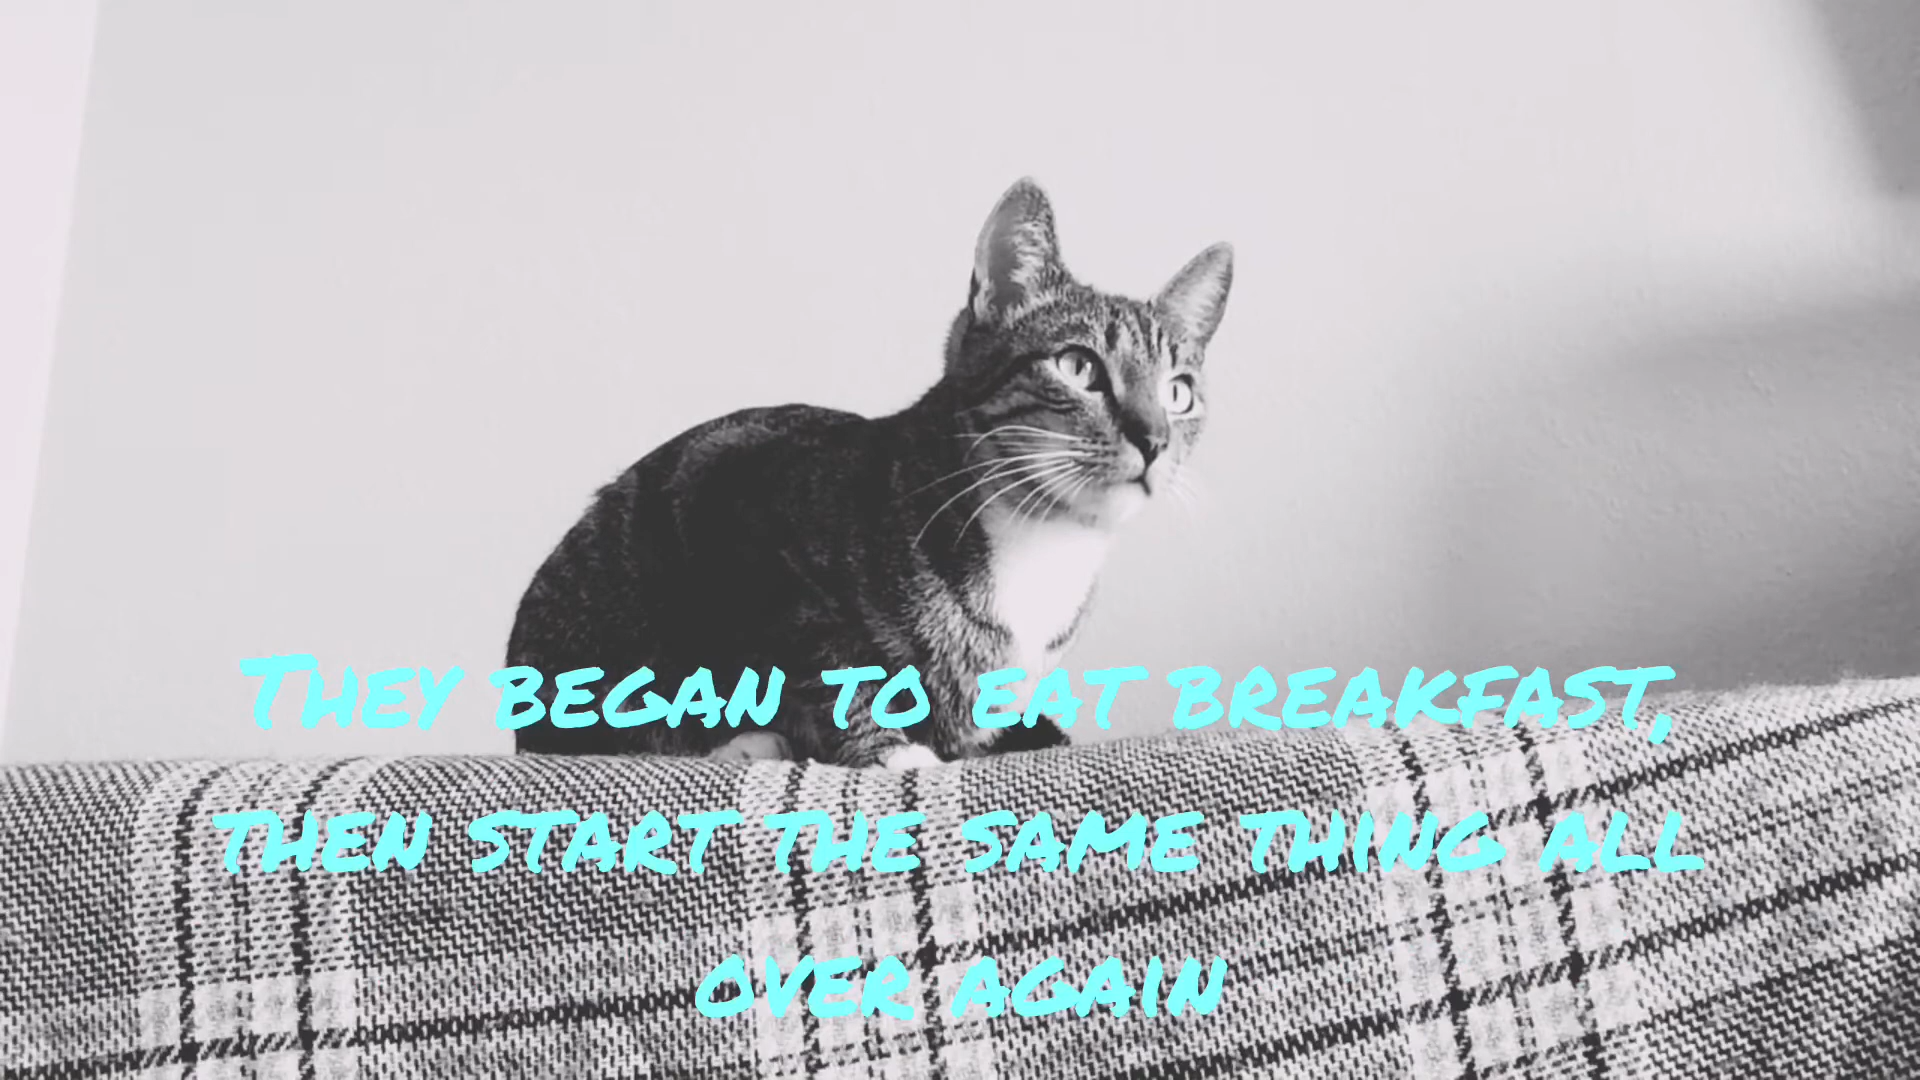 They began to eat breakfast,
then start the same thing all
over again